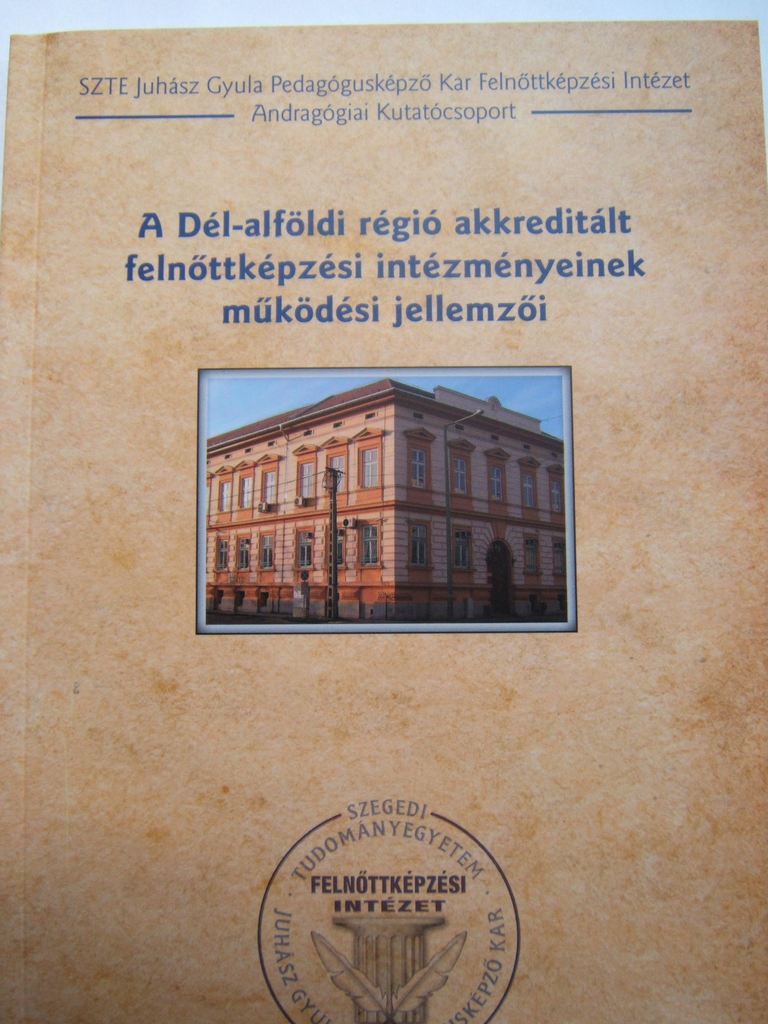 SZTE Juhász Gyula Pedagógusképző Kar Felnőttképzési Intézet
Andragógiai Kutatócsoport
A Dél-alföldi régió akkreditált
felnőttképzési intézményeinek
működési jellemzői
SZEGEDI
· TUDOMÁNYEGYETEM ·
FELNŐTTKÉPZÉSI
INTÉZET
JUHÁSZ GYU
SKÉPZŐ KAR